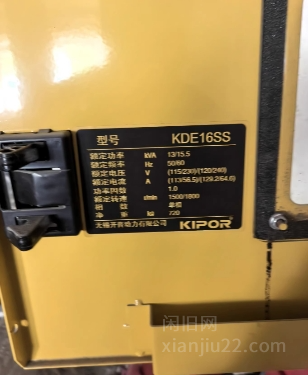 型号 KDE16SS
额定功率 kVA 13/15.5
额定频率 Hz 50/60
额定电压 V (115/230)/(120/240)
额定电流 A (113/56.5)/(129.2/64.6)
功率因数 1.0
额定转速 r/min 1500/1800
相数 单相
净重 kg 720
无锡开普动力有限公司 KIPOR
闲旧网
xianjiu22.com